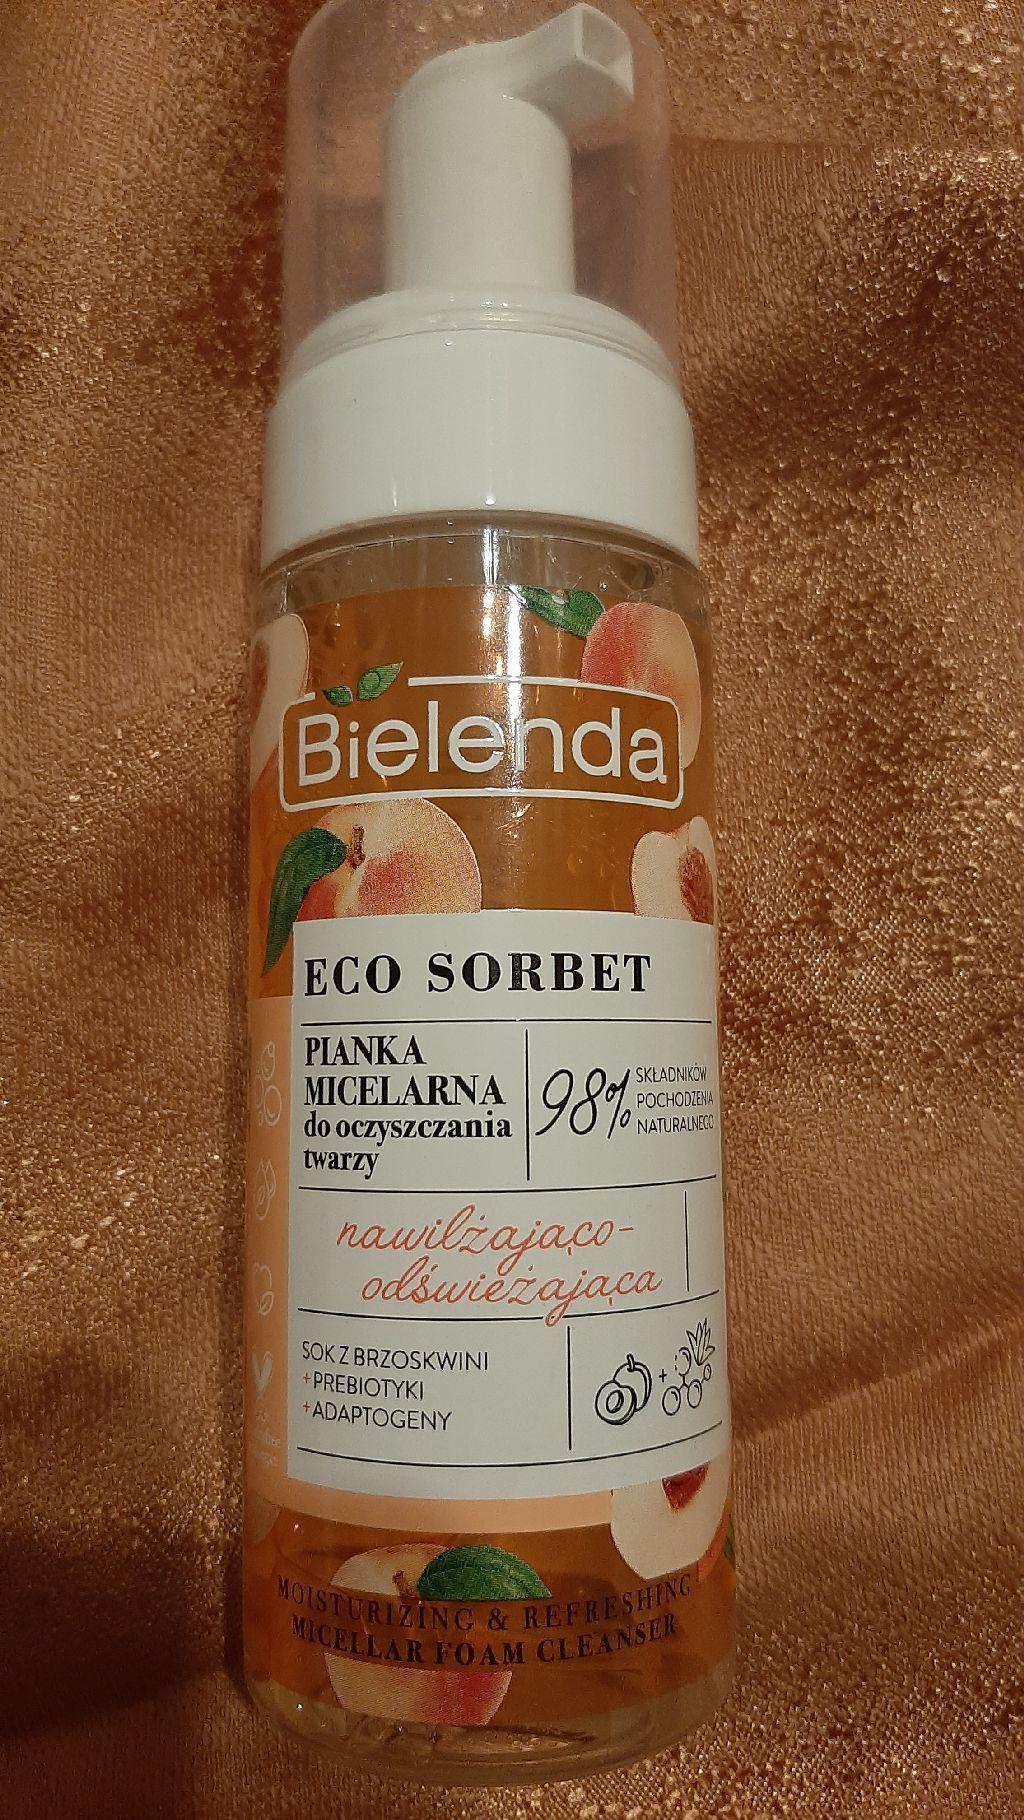 Bielenda
ECO SORBET
PIANKA
MICELARNA
do oczyszczania
twarzy
98%
SKŁADNIKÓW
POCHODZENIA
NATURALNEGO
nawilżająco-
odświeżająca
SOK Z BRZOSKWINI
+PREBIOTYKI
+ADAPTOGENY
+
MOISTURIZING & REFRESHING
MICELLAR FOAM CLEANSER